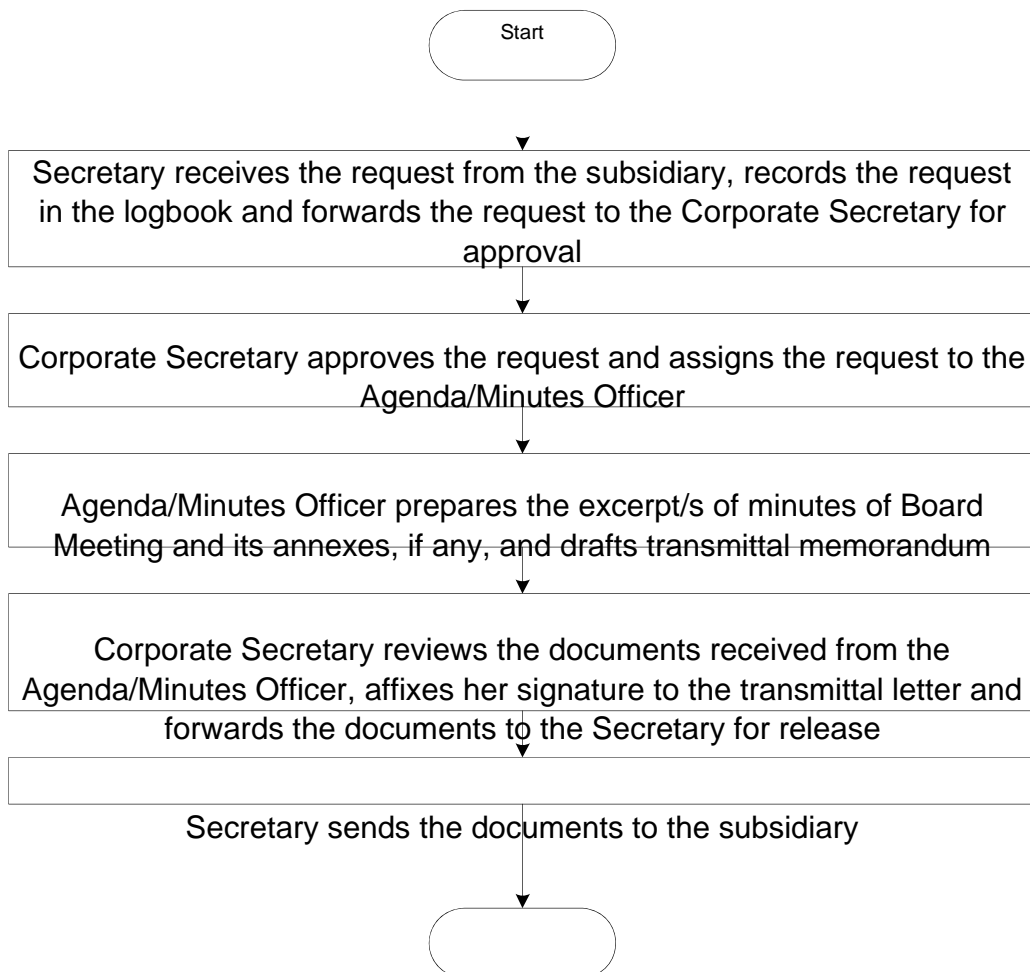 Start
Secretary receives the request from the subsidiary, records the request
in the logbook and forwards the request to the Corporate Secretary for
approval
Corporate Secretary approves the request and assigns the request to the
Agenda/Minutes Officer
Agenda/Minutes Officer prepares the excerpt/s of minutes of Board
Meeting and its annexes, if any, and drafts transmittal memorandum
Corporate Secretary reviews the documents received from the
Agenda/Minutes Officer, affixes her signature to the transmittal letter and
forwards the documents to the Secretary for release
Secretary sends the documents to the subsidiary